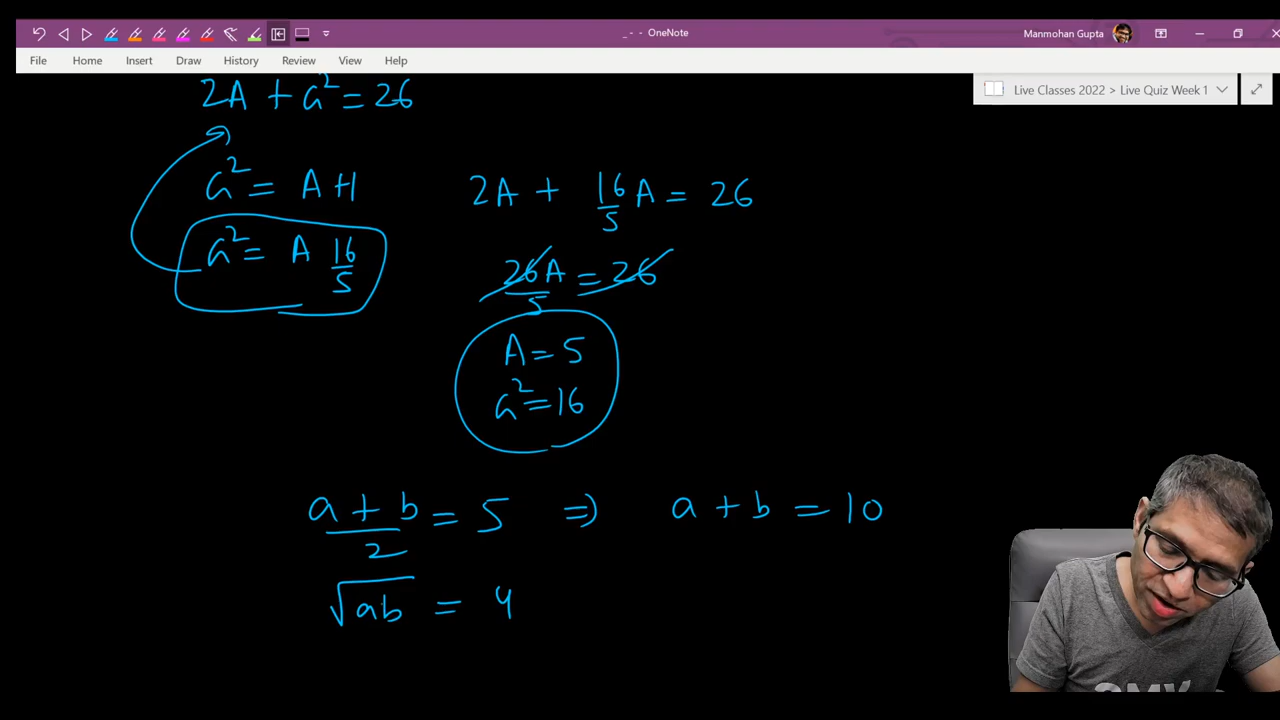 _ - - OneNote
Manmohan Gupta
File Home Insert Draw History Review View Help
Live Classes 2022 > Live Quiz Week 1
2A + G² = 26
G² = AH
G² = A 16/5
2A + 16/5 A = 26
26A/5 = 26
A = 5
G² = 16
a + b / 2 = 5 ⇒ a + b = 10
√ab = 4